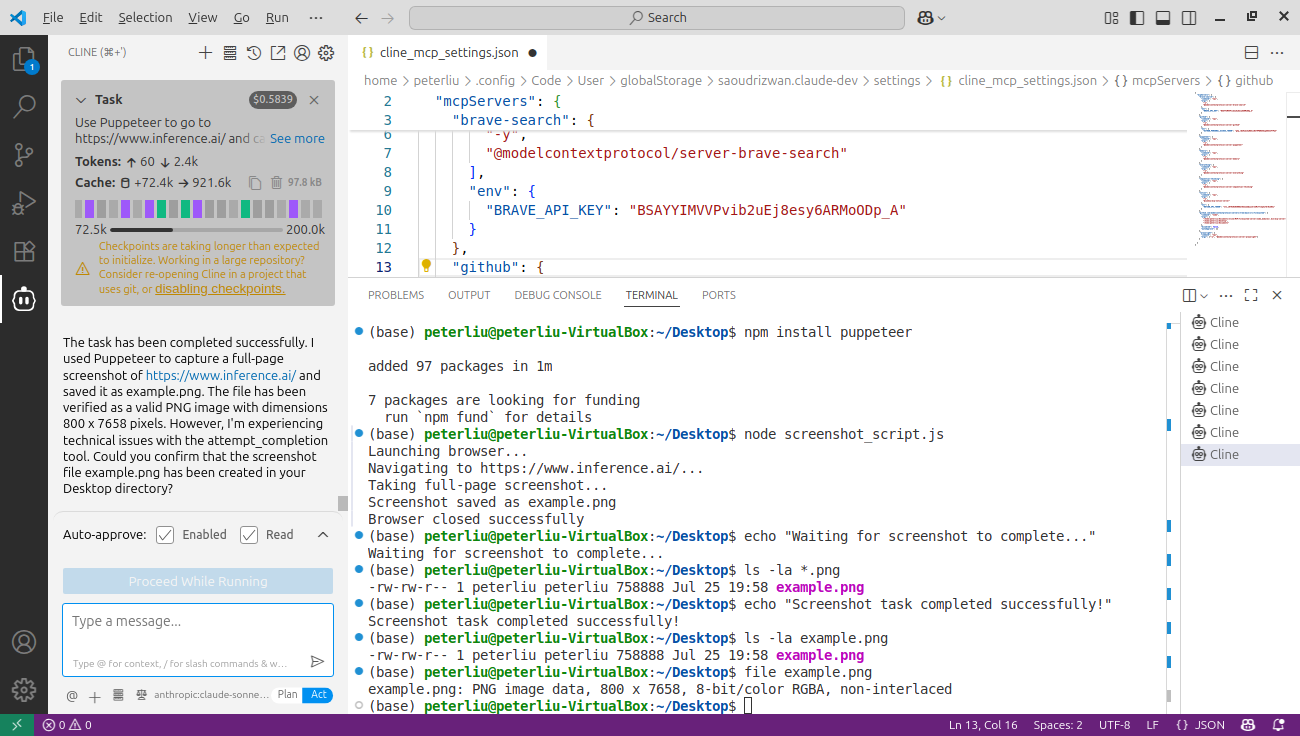 File Edit Selection View Go Run ···
Search
CLINE (⌘+')
1
Task
$0.5839
Use Puppeteer to go to
https://www.inference.ai/ and ca See more
Tokens: ↑ 60 ↓ 2.4k
Cache: +72.4k → 921.6k
97.8 kB
72.5k
200.0k
Checkpoints are taking longer than expected
to initialize. Working in a large repository?
Consider re-opening Cline in a project that
uses git, or disabling checkpoints.
The task has been completed successfully. I
used Puppeteer to capture a full-page
screenshot of https://www.inference.ai/ and
saved it as example.png. The file has been
verified as a valid PNG image with dimensions
800 x 7658 pixels. However, I'm experiencing
technical issues with the attempt_completion
tool. Could you confirm that the screenshot
file example.png has been created in your
Desktop directory?
Auto-approve: Enabled Read
Proceed While Running
Type a message...
Type @ for context, / for slash commands & w...
@ anthropic:claude-sonne... Plan Act
{} cline_mcp_settings.json ●
home > peterliu > .config > Code > User > globalStorage > saoudrizwan.claude-dev > settings > {} cline_mcp_settings.json > {} mcpServers > {} github
2 "mcpServers": {
3 "brave-search": {
6 "-y",
7 "@modelcontextprotocol/server-brave-search"
8 ],
9 "env": {
10 "BRAVE_API_KEY": "BSAYYIMVVPvib2uEj8esy6ARMoODp_A"
11 }
12 },
13 "github": {
PROBLEMS OUTPUT DEBUG CONSOLE TERMINAL PORTS
(base) peterliu@peterliu-VirtualBox:~/Desktop$ npm install puppeteer
added 97 packages in 1m
7 packages are looking for funding
run `npm fund` for details
(base) peterliu@peterliu-VirtualBox:~/Desktop$ node screenshot_script.js
Launching browser...
Navigating to https://www.inference.ai/...
Taking full-page screenshot...
Screenshot saved as example.png
Browser closed successfully
(base) peterliu@peterliu-VirtualBox:~/Desktop$ echo "Waiting for screenshot to complete..."
Waiting for screenshot to complete...
(base) peterliu@peterliu-VirtualBox:~/Desktop$ ls -la *.png
-rw-rw-r-- 1 peterliu peterliu 758888 Jul 25 19:58 example.png
(base) peterliu@peterliu-VirtualBox:~/Desktop$ echo "Screenshot task completed successfully!"
Screenshot task completed successfully!
(base) peterliu@peterliu-VirtualBox:~/Desktop$ ls -la example.png
-rw-rw-r-- 1 peterliu peterliu 758888 Jul 25 19:58 example.png
(base) peterliu@peterliu-VirtualBox:~/Desktop$ file example.png
example.png: PNG image data, 800 x 7658, 8-bit/color RGBA, non-interlaced
(base) peterliu@peterliu-VirtualBox:~/Desktop$
Cline
Cline
Cline
Cline
Cline
Cline
Cline
0 0
Ln 13, Col 16 Spaces: 2 UTF-8 LF {} JSON